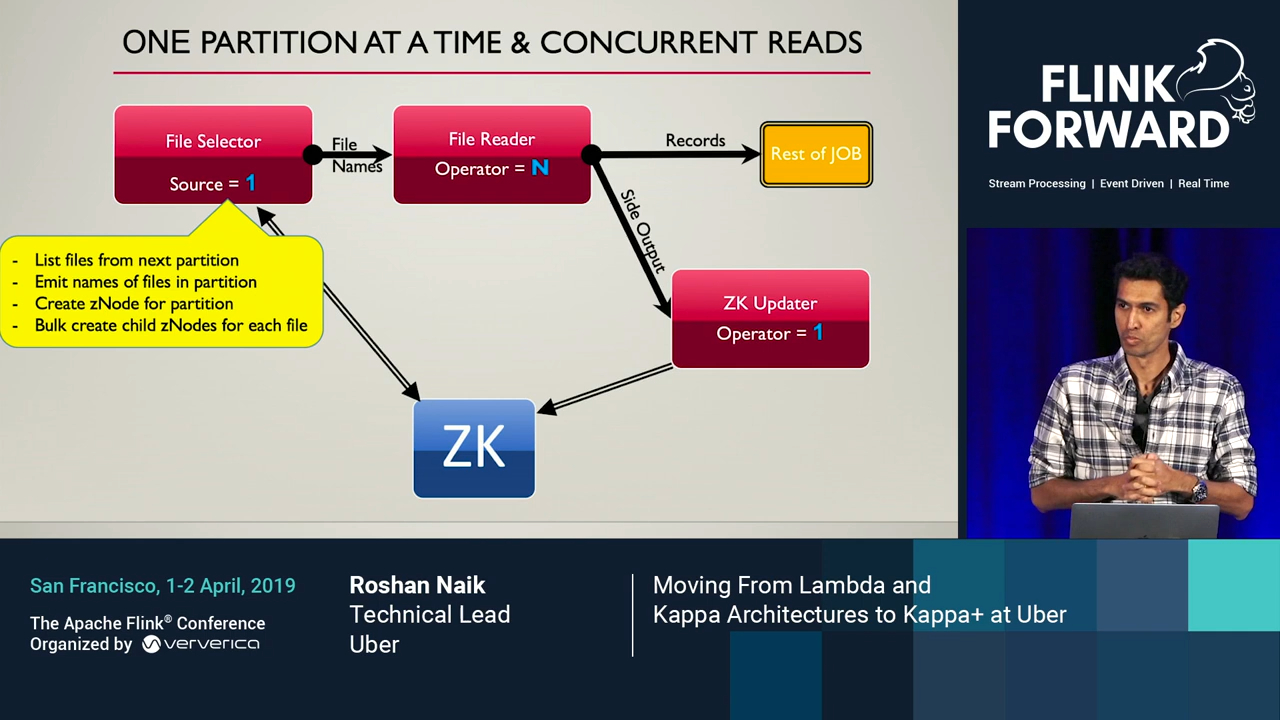 ONE PARTITION AT A TIME & CONCURRENT READS
File Selector
Source = 1
File
Names
File Reader
Operator = N
Records
Rest of JOB
Side Output
- List files from next partition
- Emit names of files in partition
- Create zNode for partition
- Bulk create child zNodes for each file
ZK Updater
Operator = 1
ZK
FLINK
FORWARD
Stream Processing | Event Driven | Real Time
San Francisco, 1-2 April, 2019
The Apache Flink® Conference
Organized by ververica
Roshan Naik
Technical Lead
Uber
Moving From Lambda and
Kappa Architectures to Kappa+ at Uber